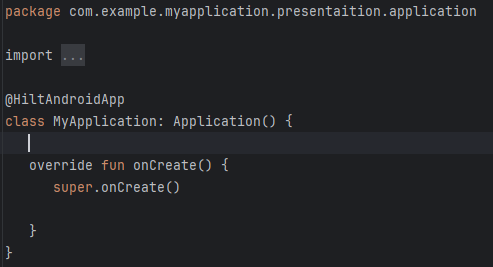 package com.example.myapplication.presentaition.application
import ...
@HiltAndroidApp
class MyApplication: Application() {
override fun onCreate() {
super.onCreate()
}
}